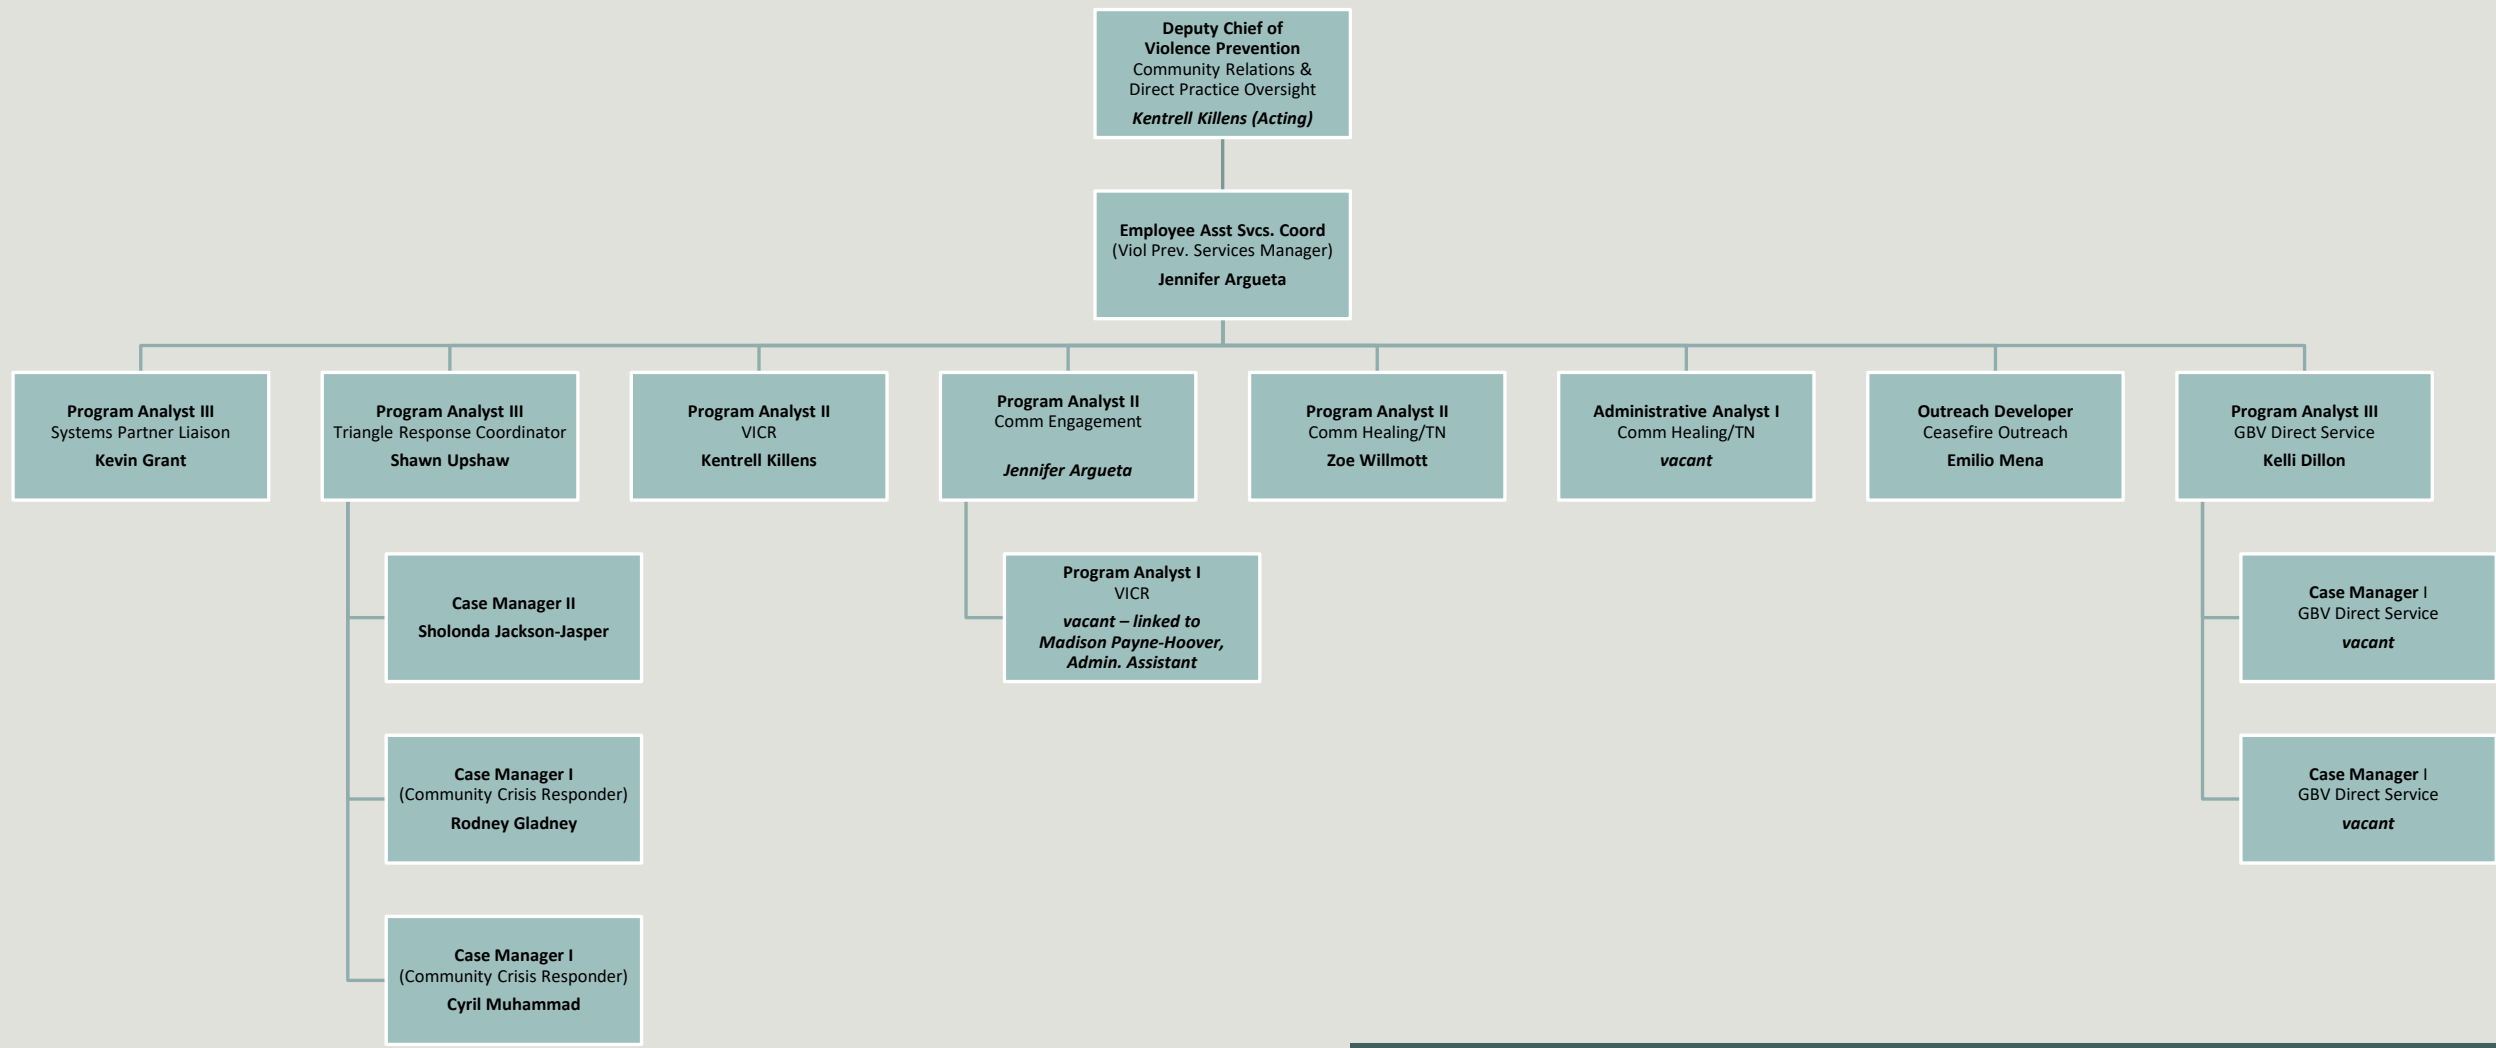 Deputy Chief of
Violence Prevention
Community Relations &
Direct Practice Oversight
Kentrell Killens (Acting)
Employee Asst Svcs. Coord
(Viol Prev. Services Manager)
Jennifer Argueta
Program Analyst III
Systems Partner Liaison
Kevin Grant
Program Analyst III
Triangle Response Coordinator
Shawn Upshaw
Program Analyst II
VICR
Kentrell Killens
Program Analyst II
Comm Engagement
Jennifer Argueta
Program Analyst II
Comm Healing/TN
Zoe Willmott
Administrative Analyst I
Comm Healing/TN
vacant
Outreach Developer
Ceasefire Outreach
Emilio Mena
Program Analyst III
GBV Direct Service
Kelli Dillon
Case Manager II
Sholonda Jackson-Jasper
Case Manager I
(Community Crisis Responder)
Rodney Gladney
Case Manager I
(Community Crisis Responder)
Cyril Muhammad
Program Analyst I
VICR
vacant – linked to
Madison Payne-Hoover,
Admin. Assistant
Case Manager I
GBV Direct Service
vacant
Case Manager I
GBV Direct Service
vacant